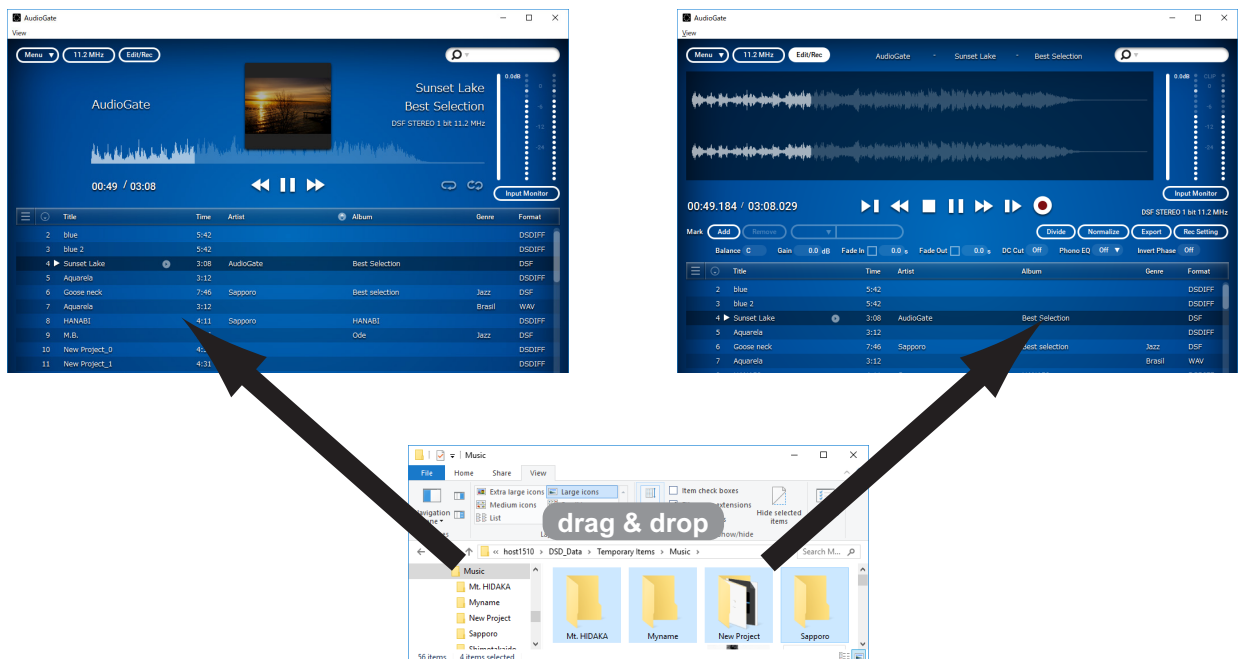 AudioGate
View
Menu ▼ 11.2 MHz Edit/Rec
AudioGate
Sunset Lake
Best Selection
DSF STEREO 1 bit 11.2 MHz
0.0dB
0
-6
-12
-24
00:49 / 03:08
Input Monitor
Title Time Artist Album Genre Format
2 blue 5:42 DSDIFF
3 blue 2 5:42 DSDIFF
4 Sunset Lake 3:08 AudioGate Best Selection DSF
5 Aquarela 3:12 DSDIFF
6 Goose neck 7:46 Sapporo Best selection Jazz DSF
7 Aquarela 3:12 Brasil WAV
8 HANABI 4:11 Sapporo HANABI DSDIFF
9 M.B. Ode Jazz DSF
10 New Project_0 DSDIFF
11 New Project_1 4:31 DSDIFF
AudioGate
View
Menu ▼ 11.2 MHz Edit/Rec AudioGate - Sunset Lake - Best Selection
0.0dB CLIP
0
-6
-12
-24
Input Monitor
00:49.184 / 03:08.029
DSF STEREO 1 bit 11.2 MHz
Mark Add Remove Divide Normalize Export Rec Setting
Balance C Gain 0.0 dB Fade In 0.0 s Fade Out 0.0 s DC Cut Off Phono EQ Off ▼ Invert Phase Off
Title Time Artist Album Genre Format
2 blue 5:42 DSDIFF
3 blue 2 5:42 DSDIFF
4 Sunset Lake 3:08 AudioGate Best Selection DSF
5 Aquarela 3:12 DSDIFF
6 Goose neck 7:46 Sapporo Best selection Jazz DSF
7 Aquarela 3:12 Brasil WAV
Music
File Home Share View
Extra large icons Large icons
Medium icons
List
Item check boxes
Hide selected items
drag & drop
« host1510 > DSD_Data > Temporary Items > Music >
Search M...
Music
Mt. HIDAKA
Myname
New Project
Sapporo
Mt. HIDAKA Myname New Project Sapporo
56 items 4 items selected